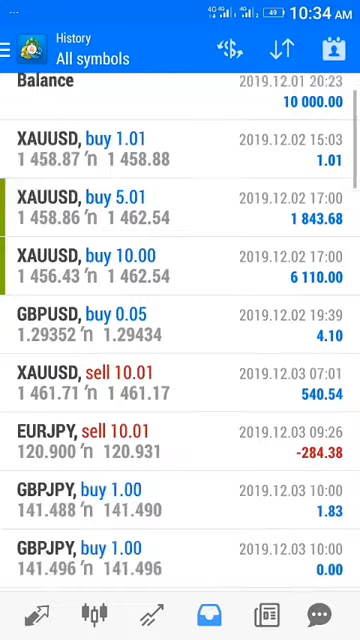 4G 4G 49 10:34 AM
History
All symbols
Balance 2019.12.01 20:23
10 000.00
XAUUSD, buy 1.01 2019.12.02 15:03
1 458.87 'n 1 458.88 1.01
XAUUSD, buy 5.01 2019.12.02 17:00
1 458.86 'n 1 462.54 1 843.68
XAUUSD, buy 10.00 2019.12.02 17:00
1 456.43 'n 1 462.54 6 110.00
GBPUSD, buy 0.05 2019.12.02 19:39
1.29352 'n 1.29434 4.10
XAUUSD, sell 10.01 2019.12.03 07:01
1 461.71 'n 1 461.17 540.54
EURJPY, sell 10.01 2019.12.03 09:26
120.900 'n 120.931 -284.38
GBPJPY, buy 1.00 2019.12.03 10:00
141.488 'n 141.490 1.83
GBPJPY, buy 1.00 2019.12.03 10:00
141.496 'n 141.496 0.00